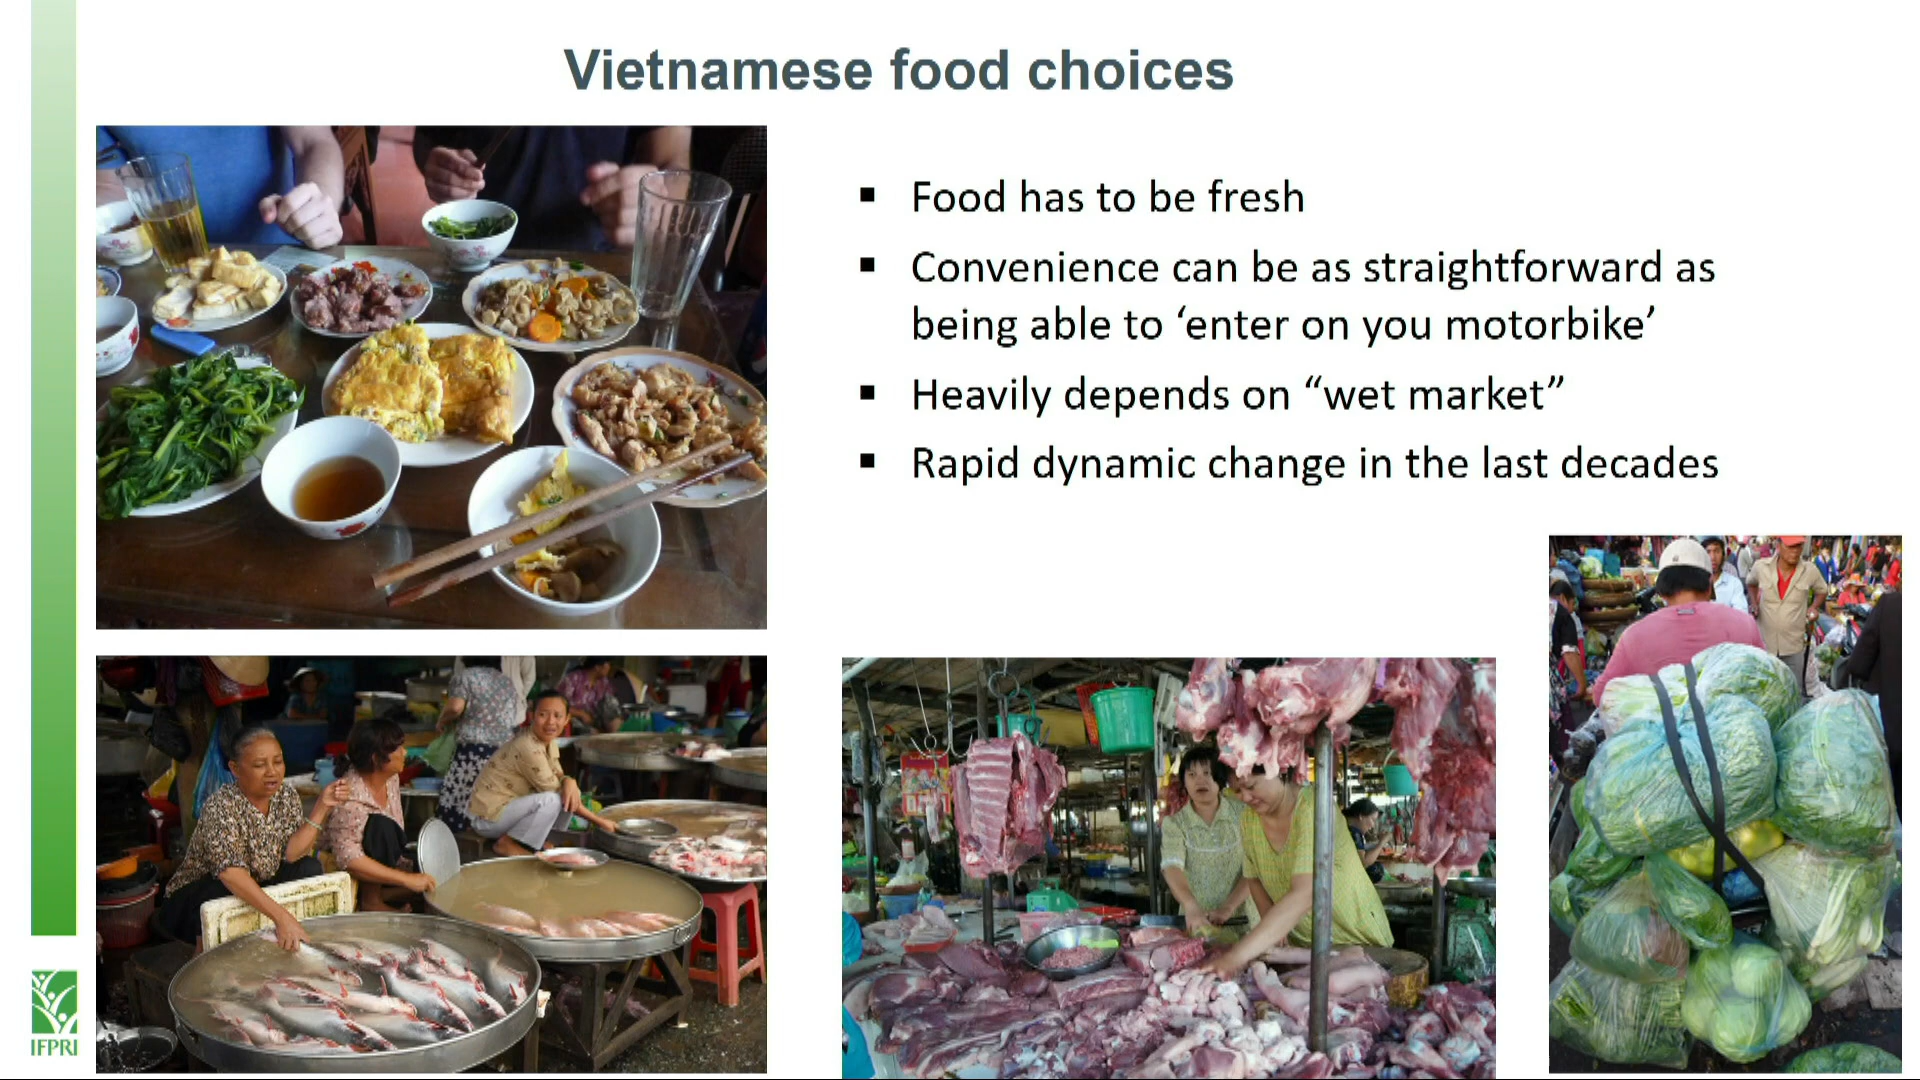 Vietnamese food choices
▪ Food has to be fresh
▪ Convenience can be as straightforward as
being able to ‘enter on you motorbike’
▪ Heavily depends on “wet market”
▪ Rapid dynamic change in the last decades
IFPRI